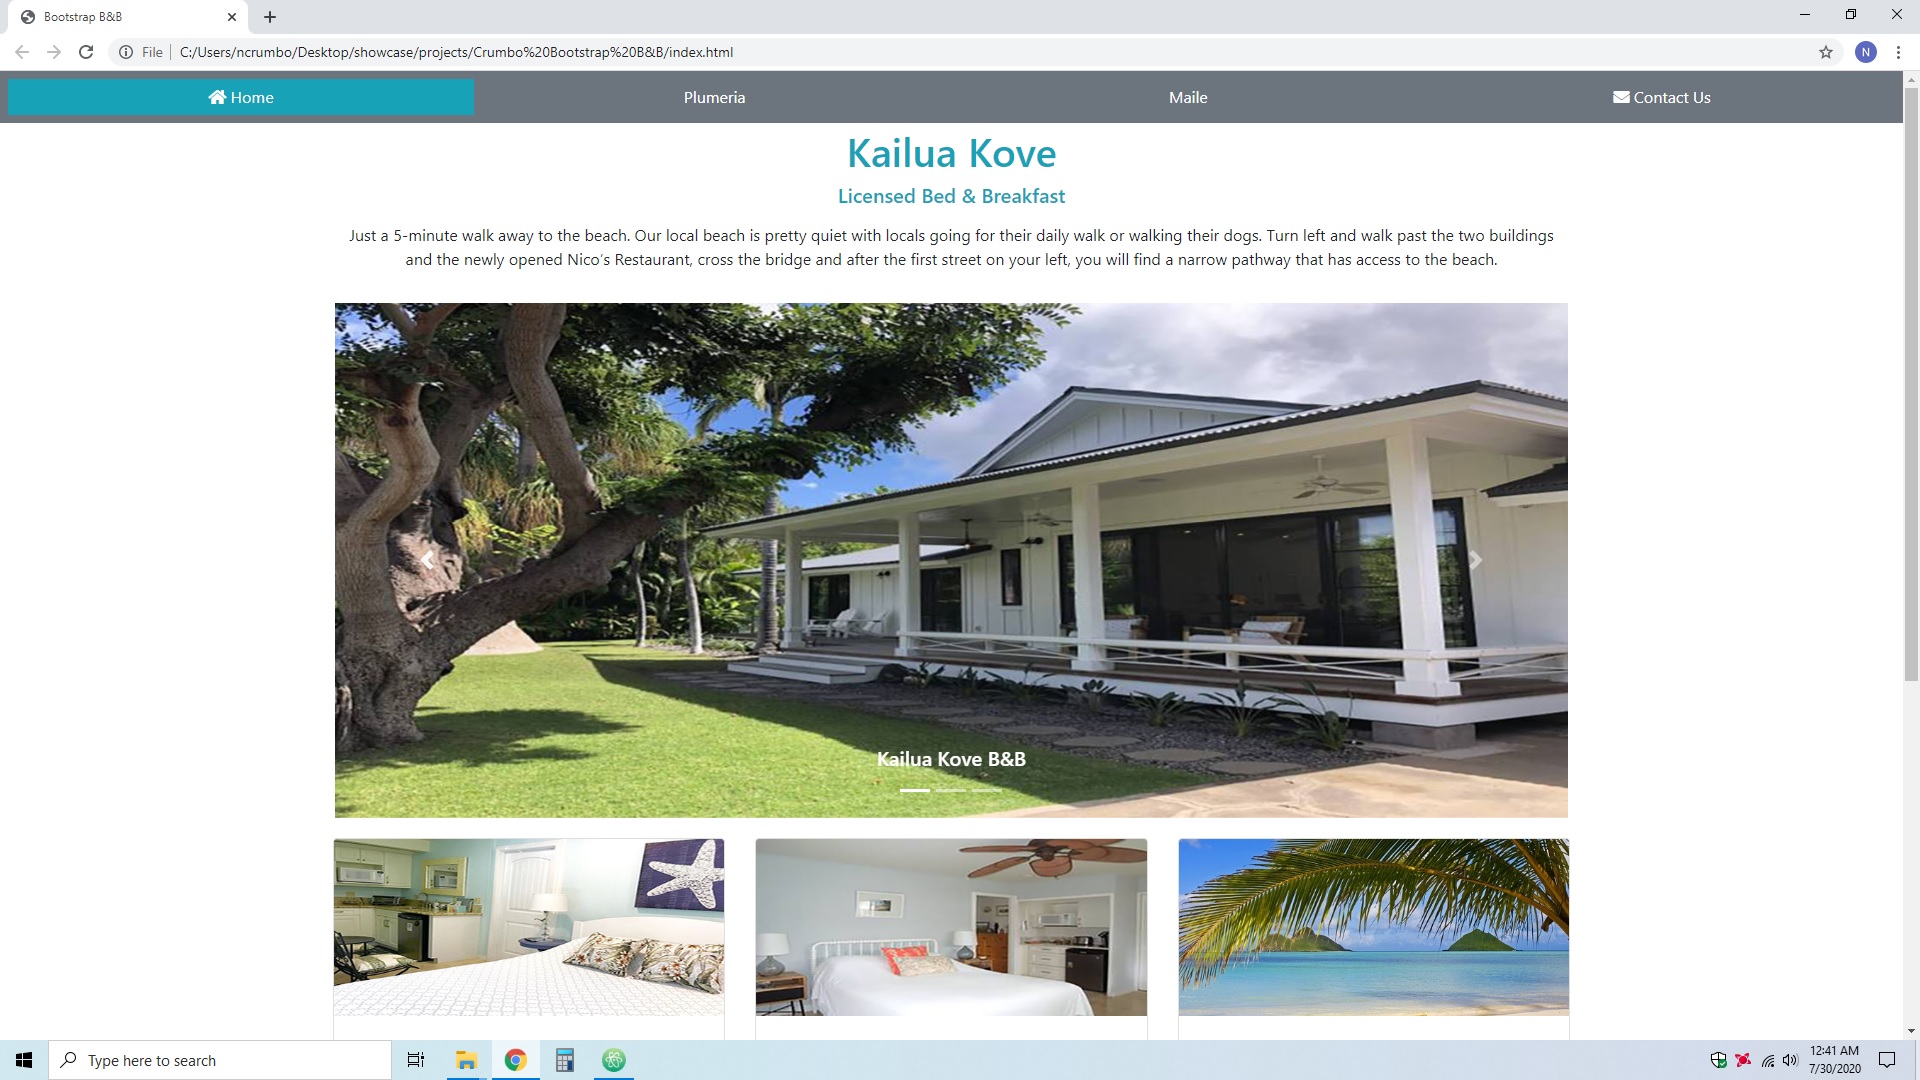 Bootstrap B&B
File
C:/Users/ncrumbo/Desktop/showcase/projects/Crumbo%20Bootstrap%20B&B/index.html
N
Home
Plumeria
Maile
Contact Us
Kailua Kove
Licensed Bed & Breakfast
Just a 5-minute walk away to the beach. Our local beach is pretty quiet with locals going for their daily walk or walking their dogs. Turn left and walk past the two buildings
and the newly opened Nico's Restaurant, cross the bridge and after the first street on your left, you will find a narrow pathway that has access to the beach.
Kailua Kove B&B
Type here to search
12:41 AM
7/30/2020